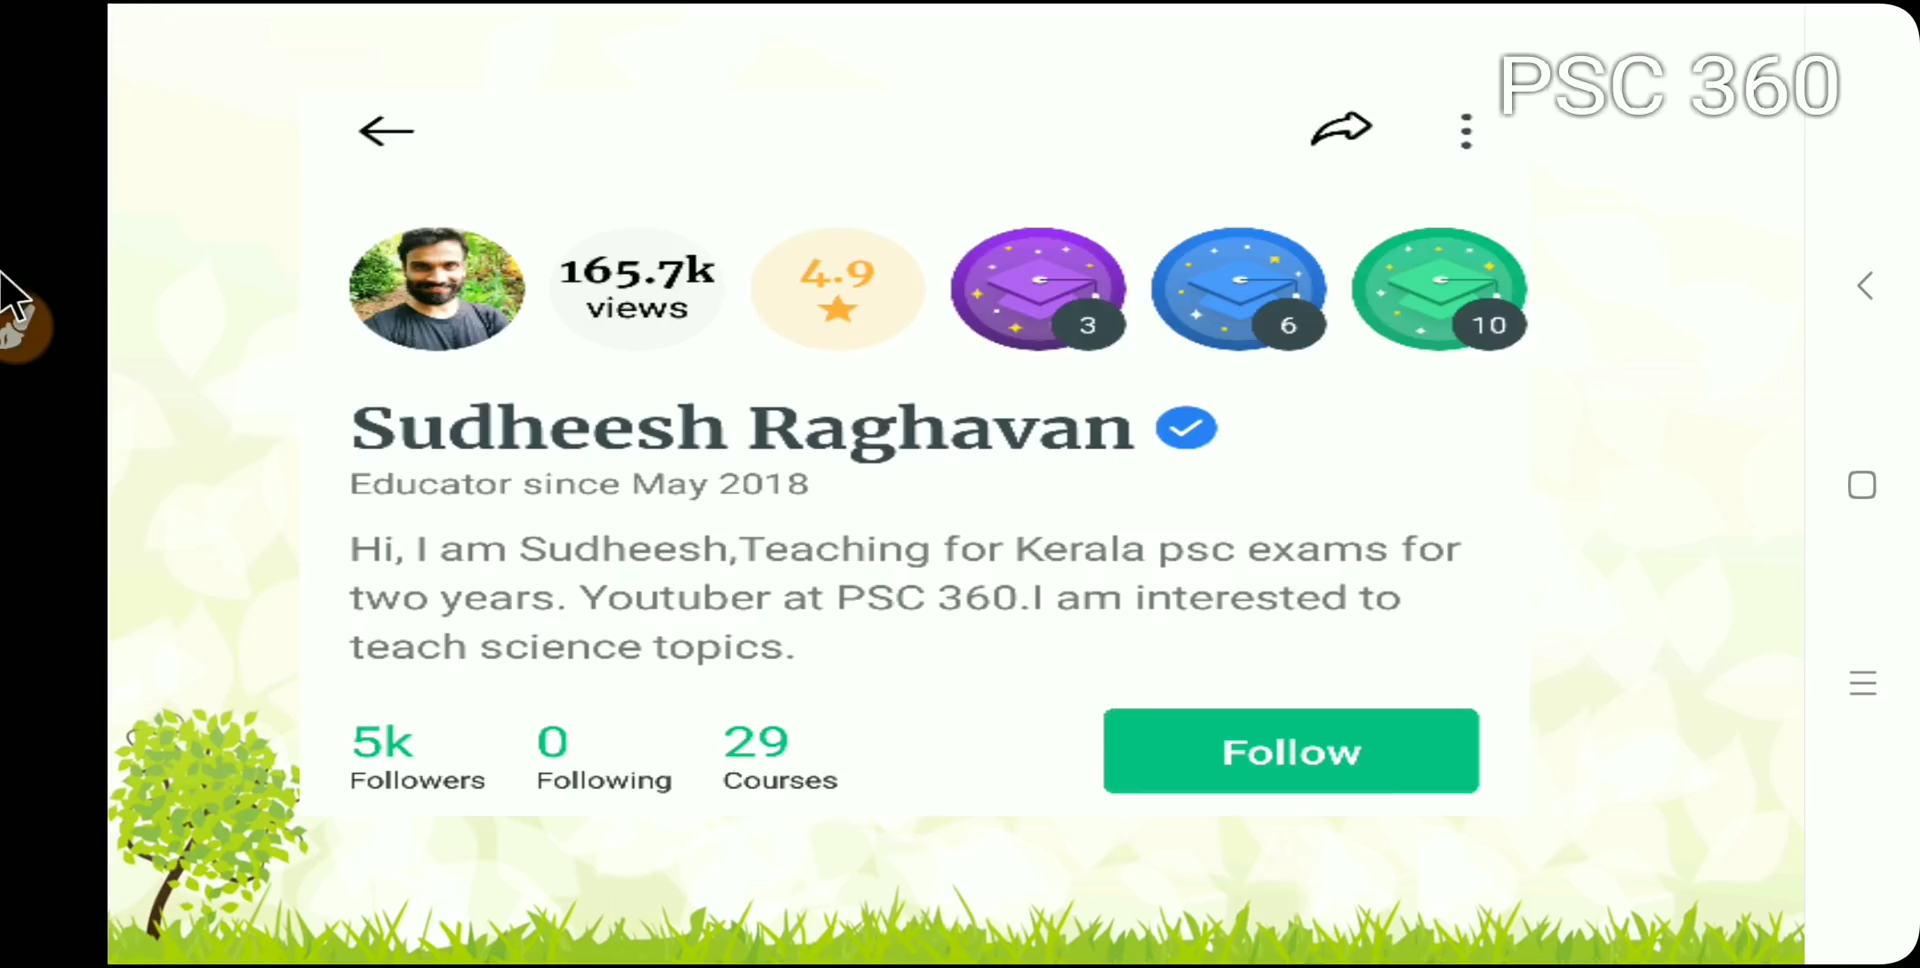 PSC 360
165.7k
views
4.9
3
6
10
Sudheesh Raghavan
Educator since May 2018
Hi, I am Sudheesh,Teaching for Kerala psc exams for
two years. Youtuber at PSC 360.I am interested to
teach science topics.
5k
Followers
0
Following
29
Courses
Follow